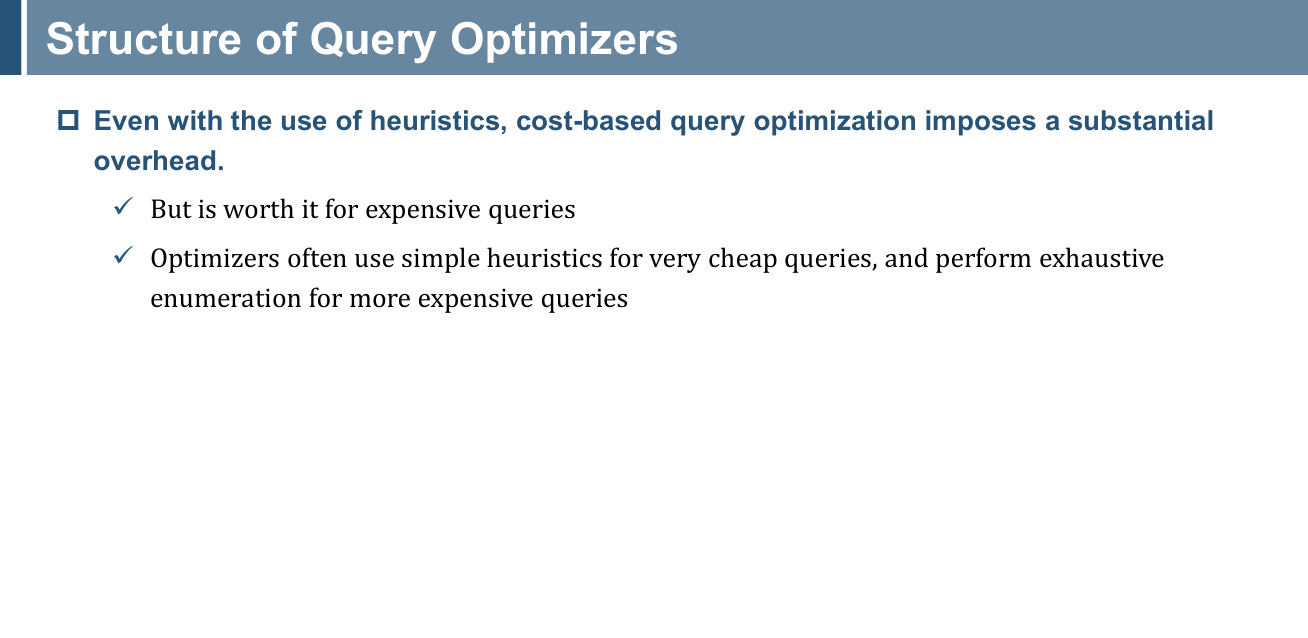 Structure of Query Optimizers
Even with the use of heuristics, cost-based query optimization imposes a substantial
overhead.
✓ But is worth it for expensive queries
✓ Optimizers often use simple heuristics for very cheap queries, and perform exhaustive
enumeration for more expensive queries